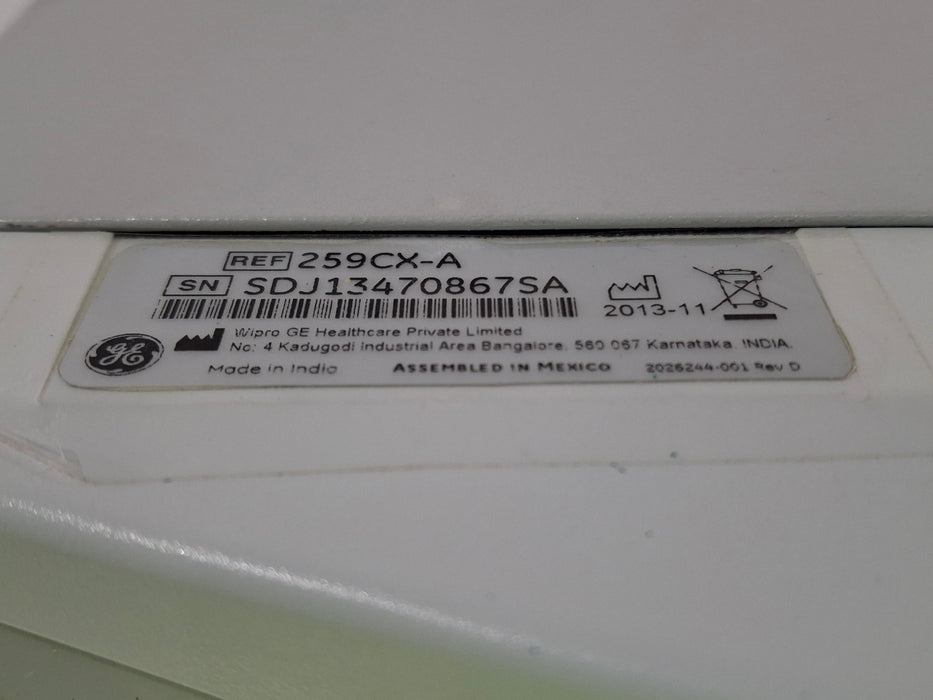 REF 259CX-A
SN SDJ13470867SA
2013-11
Wipro GE Healthcare Private Limited
No: 4 Kadugodi Industrial Area Bangalore, 560 067 Karnataka, INDIA.
GE
Made in India ASSEMBLED IN MEXICO 2026244-001 Rev D